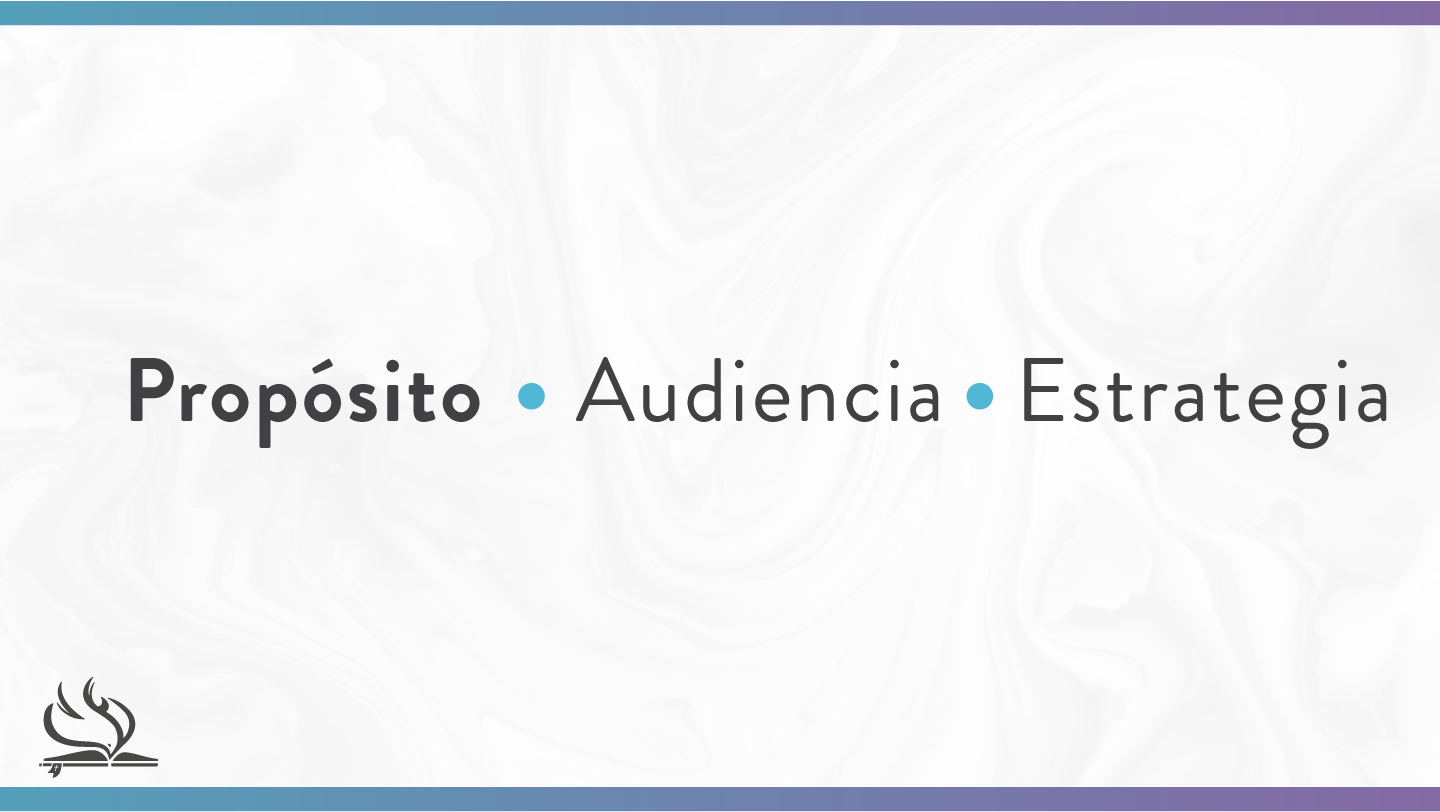 Propósito • Audiencia • Estrategia